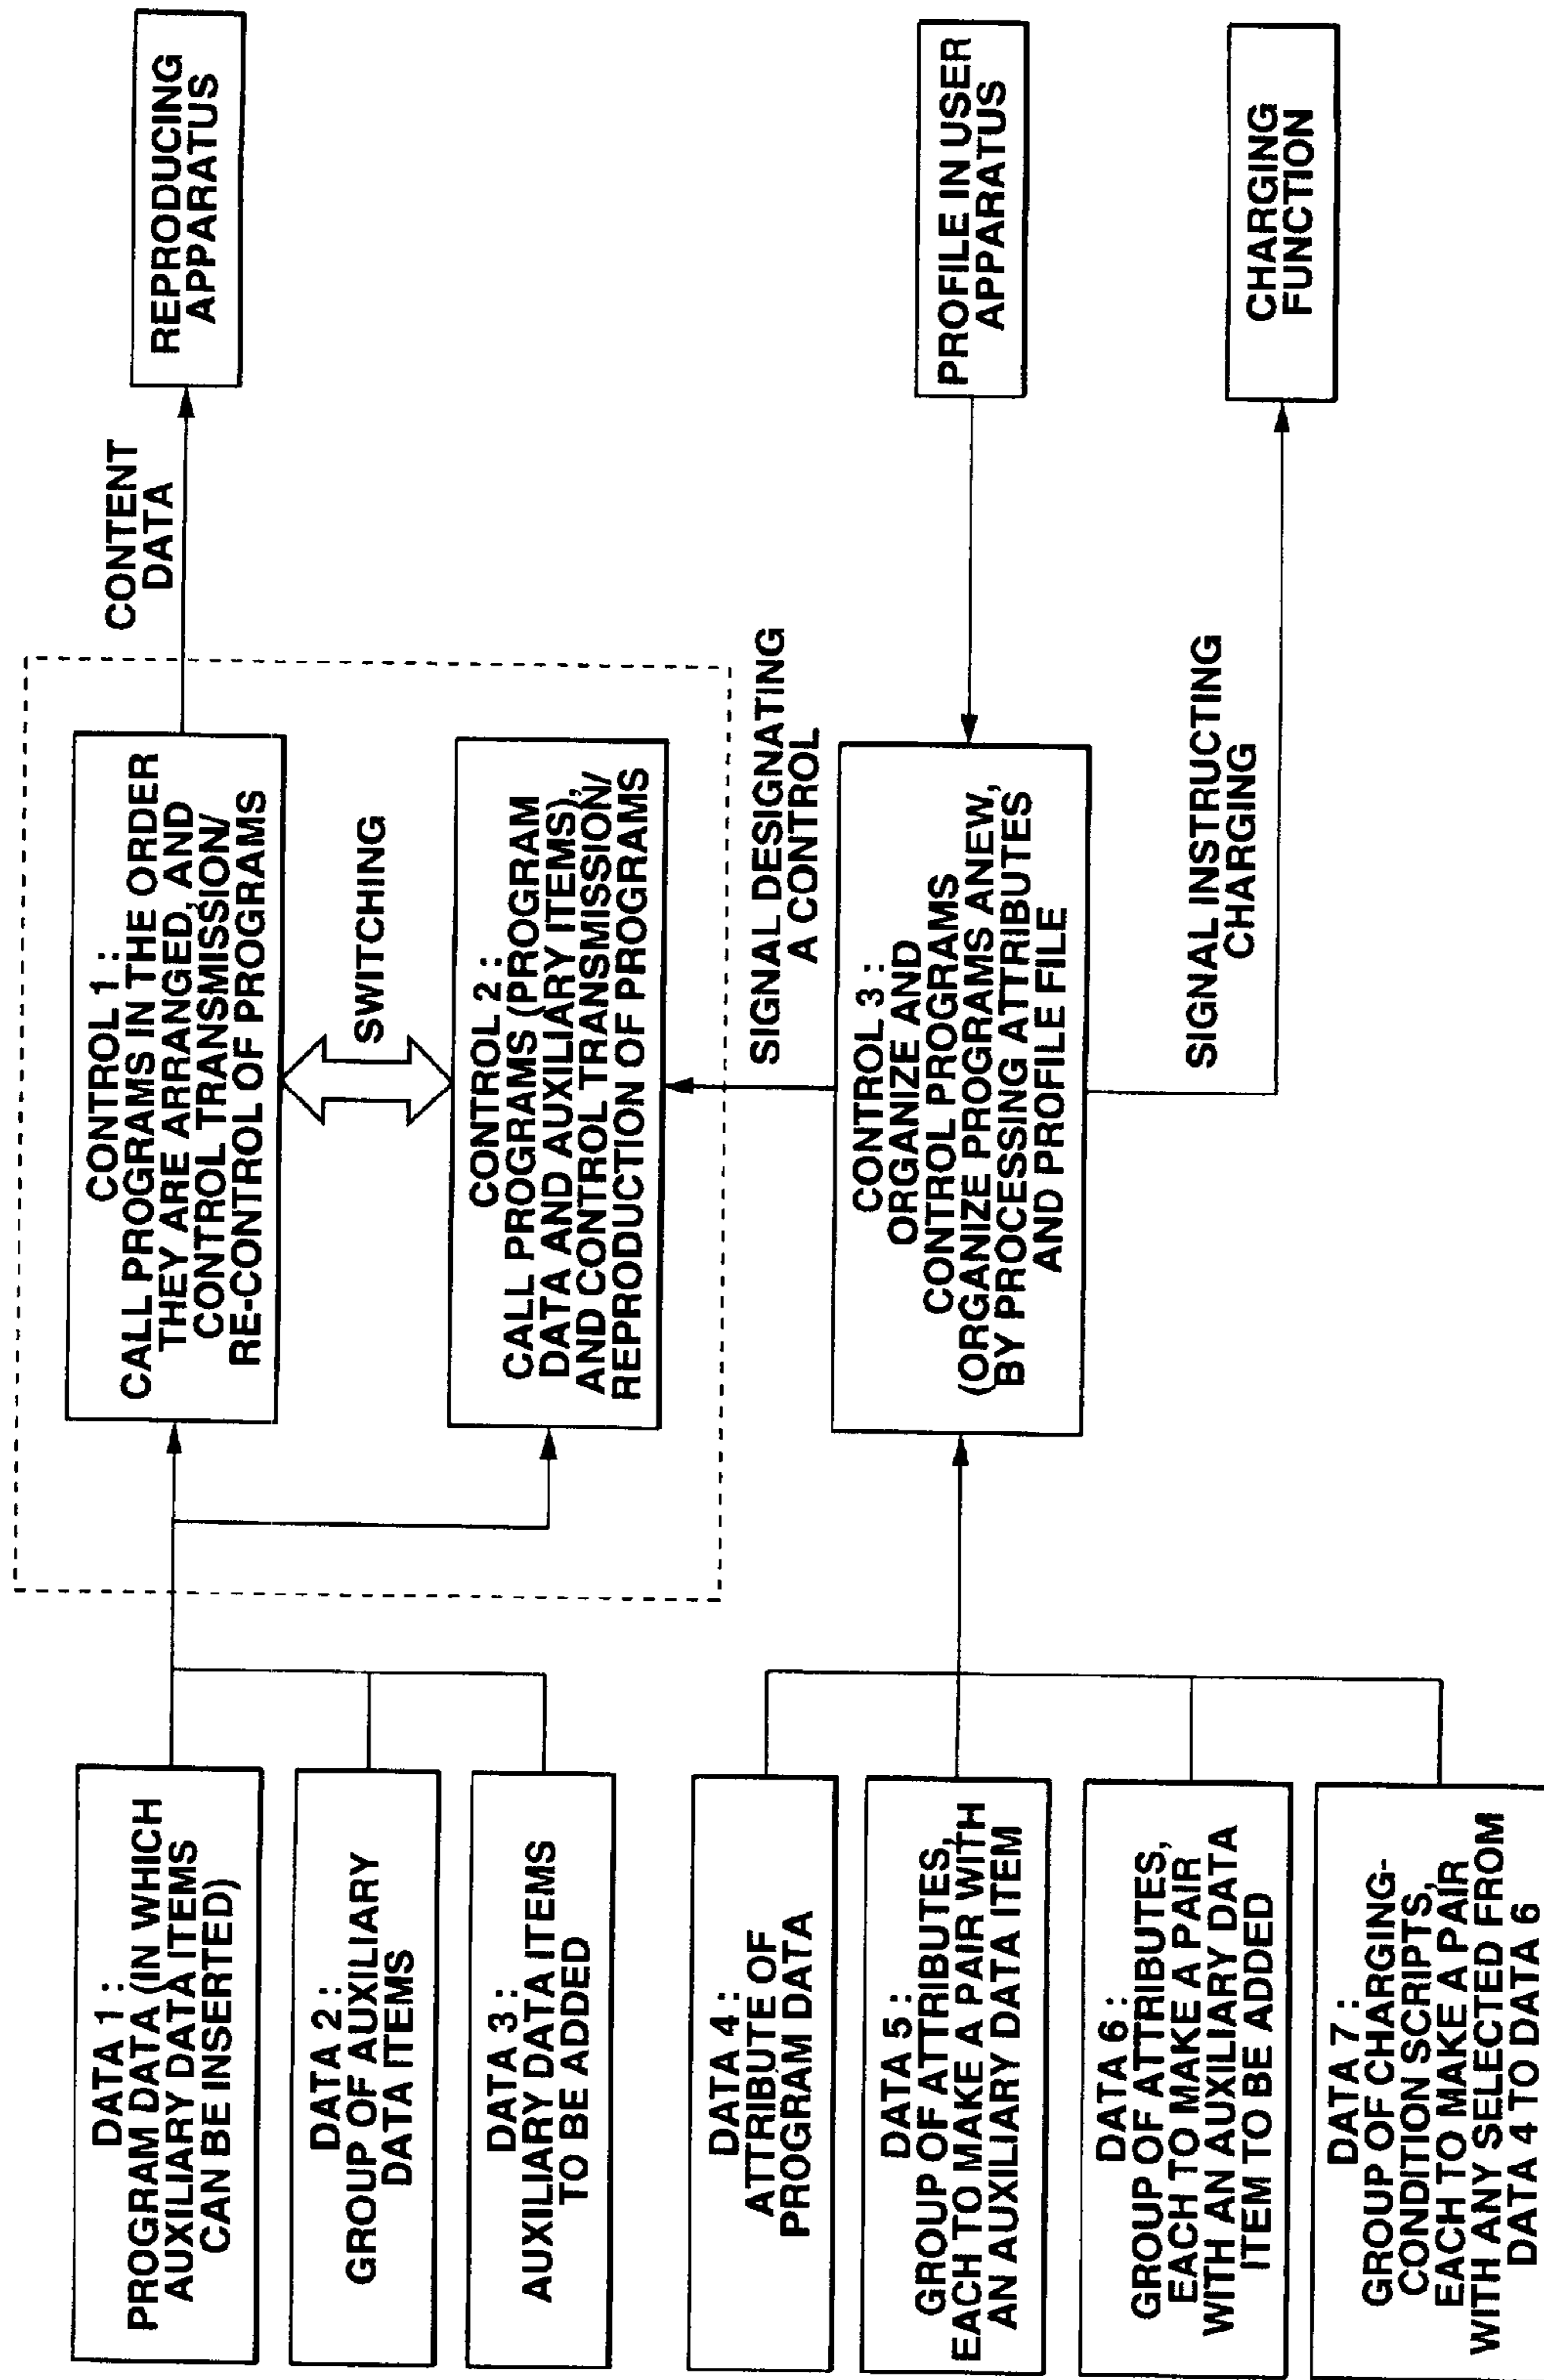 DATA 1 :
PROGRAM DATA (IN WHICH
AUXILIARY DATA ITEMS
CAN BE INSERTED)
DATA 2 :
GROUP OF AUXILIARY
DATA ITEMS
DATA 3 :
AUXILIARY DATA ITEMS
TO BE ADDED
DATA 4 :
ATTRIBUTE OF
PROGRAM DATA
DATA 5 :
GROUP OF ATTRIBUTES,
EACH TO MAKE A PAIR WITH
AN AUXILIARY DATA ITEM
DATA 6 :
GROUP OF ATTRIBUTES,
EACH TO MAKE A PAIR
WITH AN AUXILIARY DATA
ITEM TO BE ADDED
DATA 7 :
GROUP OF CHARGING-
CONDITION SCRIPTS,
EACH TO MAKE A PAIR
WITH ANY SELECTED FROM
DATA 4 TO DATA 6
CONTROL 1 :
CALL PROGRAMS IN THE ORDER
THEY ARE ARRANGED, AND
CONTROL TRANSMISSION/
RE-CONTROL OF PROGRAMS
SWITCHING
CONTROL 2 :
CALL PROGRAMS (PROGRAM
DATA AND AUXILIARY ITEMS),
AND CONTROL TRANSMISSION/
REPRODUCTION OF PROGRAMS
SIGNAL DESIGNATING
A CONTROL
CONTROL 3 :
ORGANIZE AND
CONTROL PROGRAMS
(ORGANIZE PROGRAMS ANEW,
BY PROCESSING ATTRIBUTES
AND PROFILE FILE
SIGNAL INSTRUCTING
CHARGING
CONTENT
DATA
REPRODUCING
APPARATUS
PROFILE IN USER
APPARATUS
CHARGING
FUNCTION